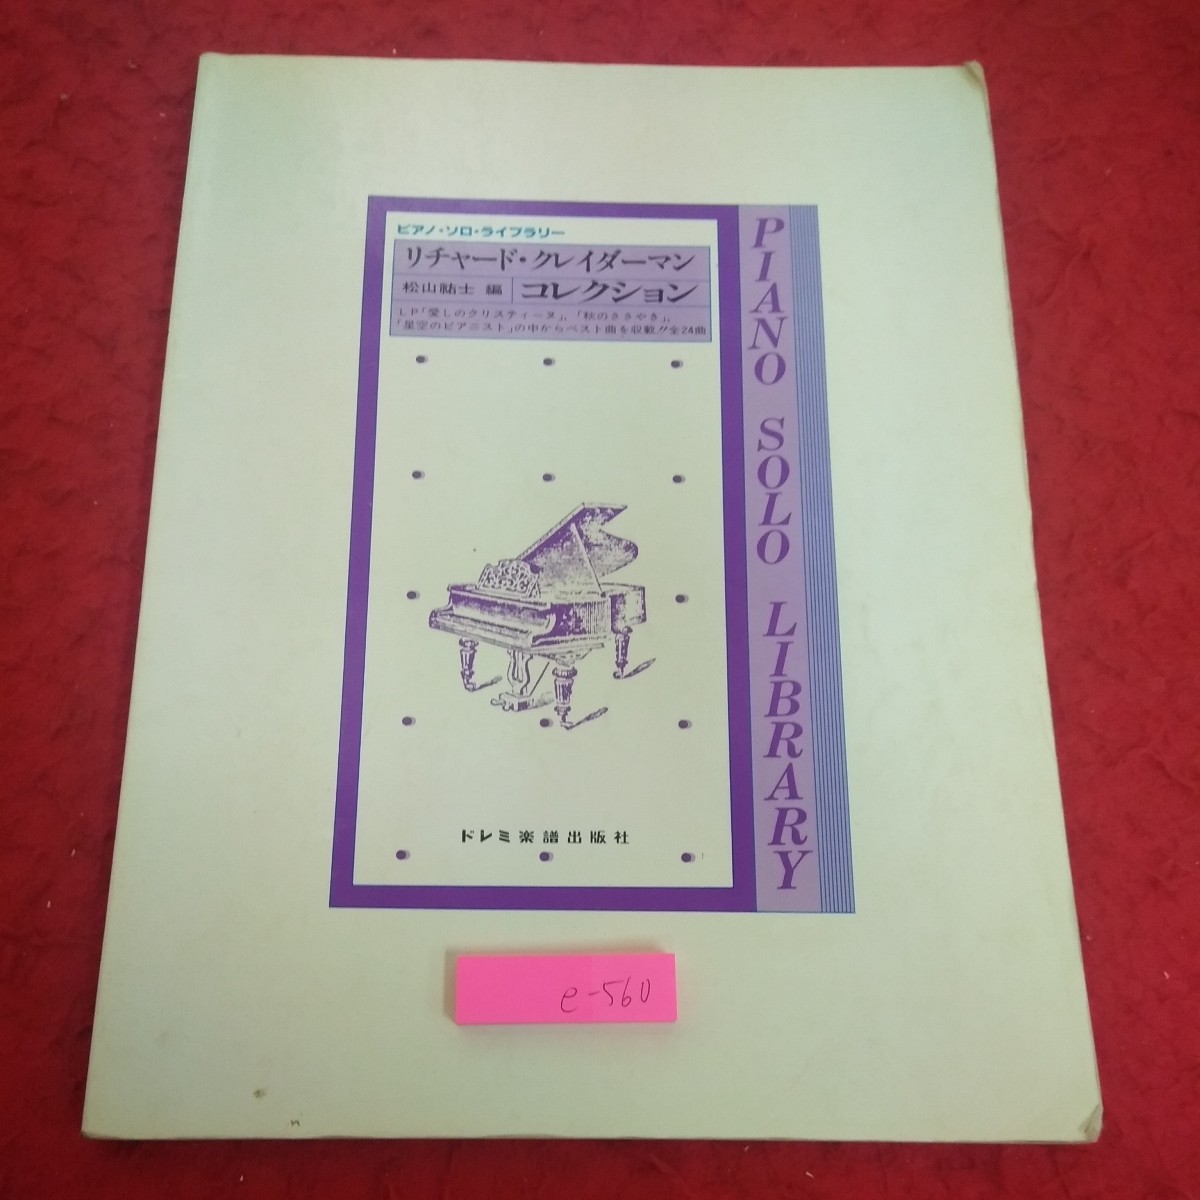 ピアノ・ソロ・ライブラリー
リチャード・クレイダーマン
松山祐士 編 コレクション
LP「愛しのクリスティーヌ」、「秋のささやき」、
「星空のピアニスト」の中からベスト曲を収載!!全24曲
PIANO SOLO LIBRARY
ドレミ楽譜出版社
e-560